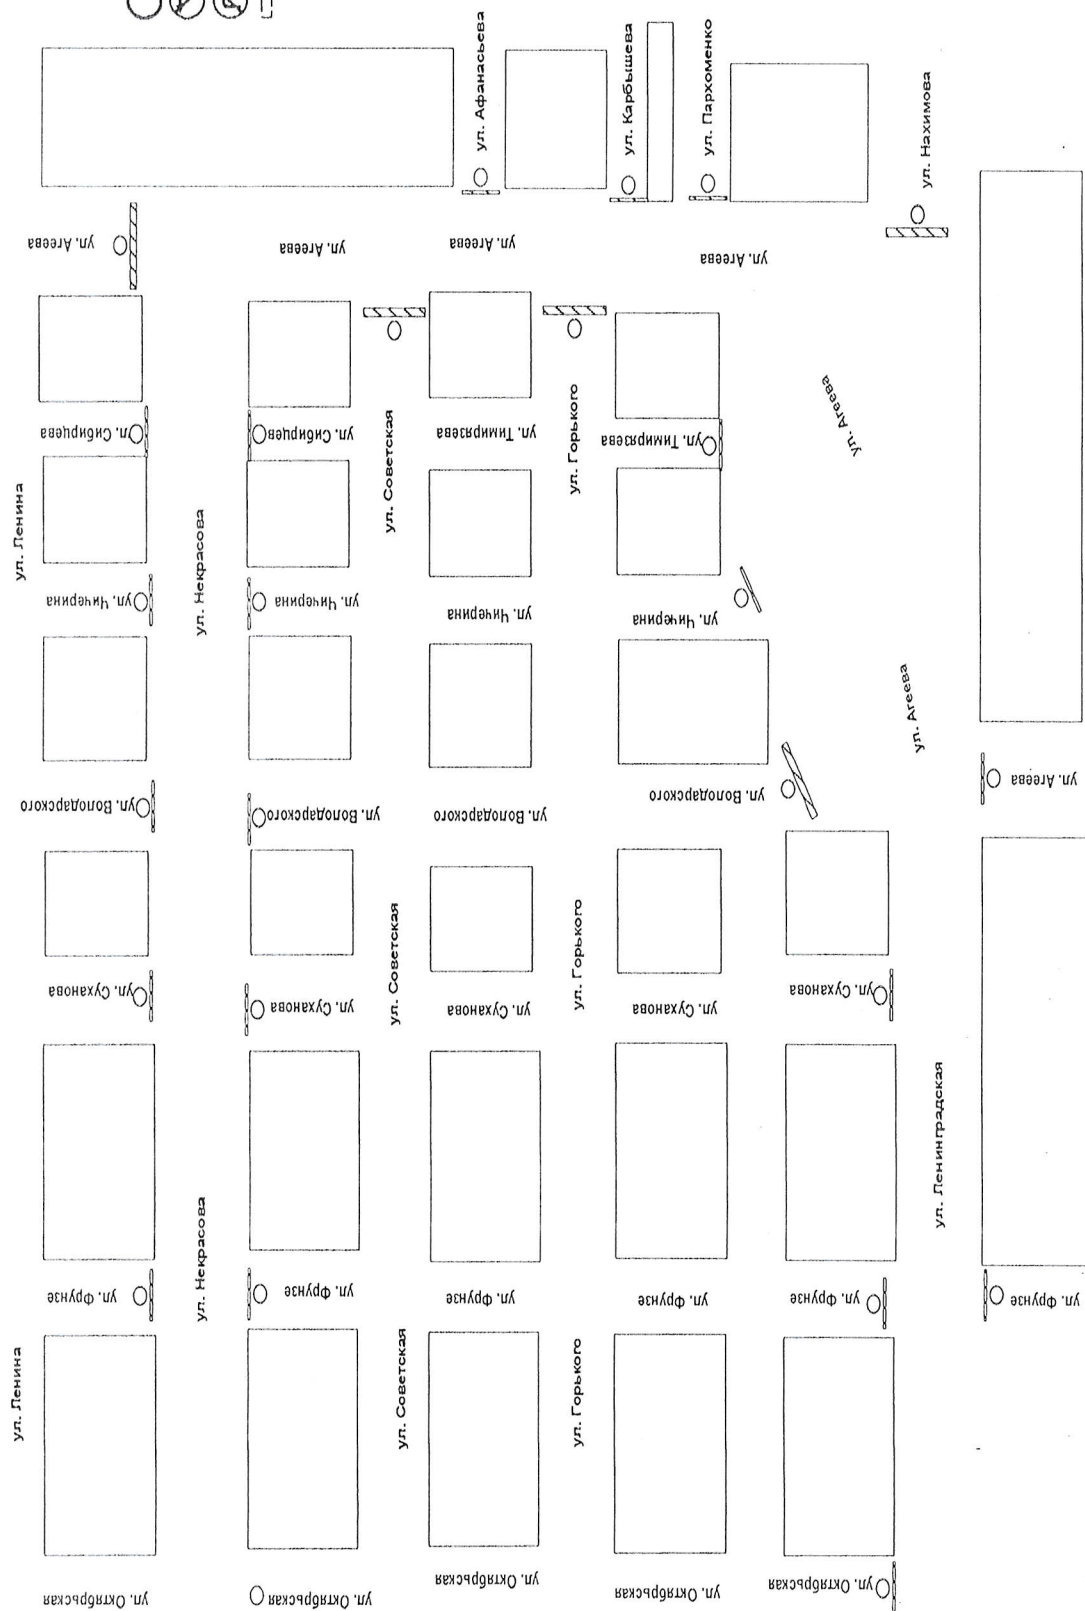 ул. Афанасьева
ул. Карбышева
ул. Пархоменко
ул. Нахимова
ул. Агеева
ул. Агеева
ул. Агеева
ул. Агеева
ул. Ленина
ул. Сибирцева
ул. Сибирцев
ул. Советская
ул. Тимирязева
ул. Горького
ул. Тимирязева
ул. Агеева
ул. Некрасова
ул. Чичерина
ул. Чичерина
ул. Чичерина
ул. Чичерина
ул. Агеева
ул. Володарского
ул. Володарского
ул. Володарского
ул. Володарского
ул. Агеева
ул. Суханова
ул. Суханова
ул. Советская
ул. Суханова
ул. Горького
ул. Суханова
ул. Суханова
ул. Ленинградская
ул. Некрасова
ул. Фрунзе
ул. Фрунзе
ул. Фрунзе
ул. Фрунзе
ул. Фрунзе
ул. Фрунзе
ул. Ленина
ул. Советская
ул. Горького
ул. Октябрьская
ул. Октябрьская
ул. Октябрьская
ул. Октябрьская
ул. Октябрьская